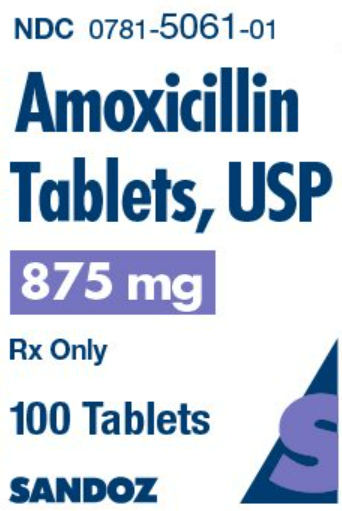 NDC 0781-5061-01
Amoxicillin
Tablets, USP
875 mg
Rx Only
100 Tablets
SANDOZ
S